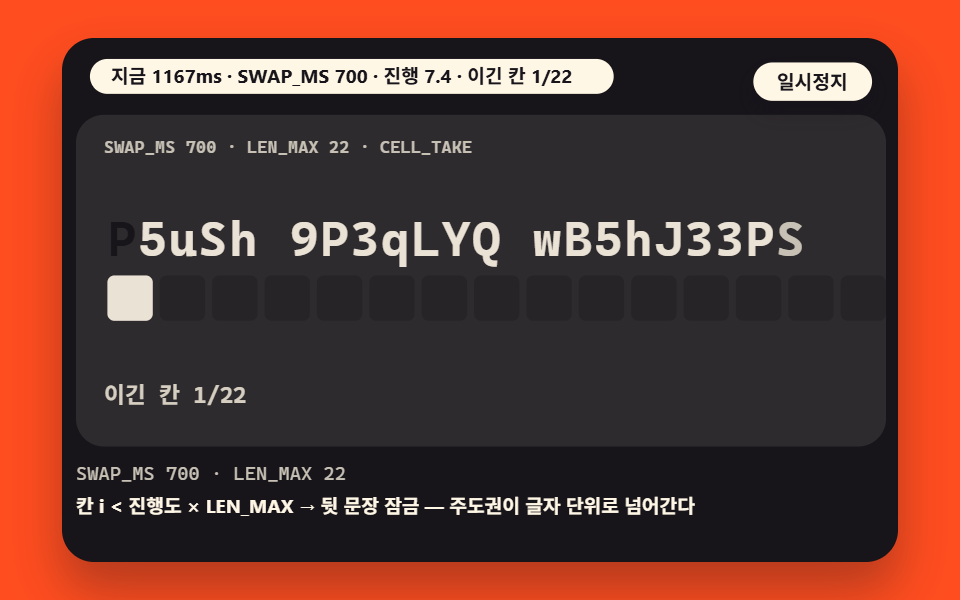 지금 1167ms · SWAP_MS 700 · 진행 7.4 · 이긴 칸 1/22
일시정지
SWAP_MS 700 · LEN_MAX 22 · CELL_TAKE
P5uSh 9P3qLYQ wB5hJ33PS
이긴 칸 1/22
SWAP_MS 700 · LEN_MAX 22
칸 i < 진행도 × LEN_MAX → 뒷 문장 잠금 — 주도권이 글자 단위로 넘어간다